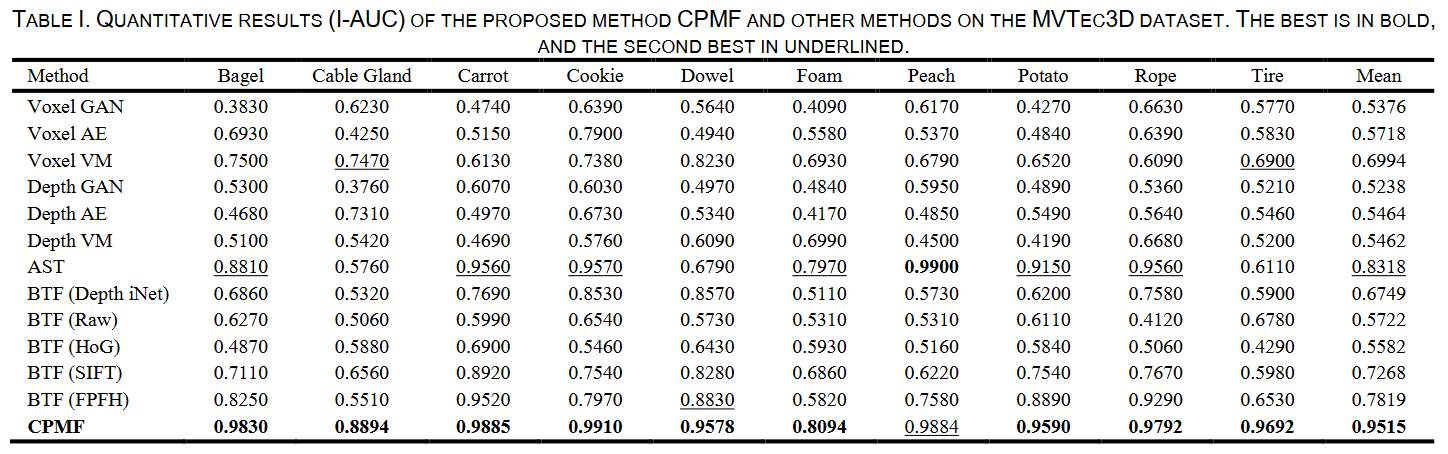 TABLE I. QUANTITATIVE RESULTS (I-AUC) OF THE PROPOSED METHOD CPMF AND OTHER METHODS ON THE MVTEC3D DATASET. THE BEST IS IN BOLD,
AND THE SECOND BEST IN UNDERLINED.
Method Bagel Cable Gland Carrot Cookie Dowel Foam Peach Potato Rope Tire Mean
Voxel GAN 0.3830 0.6230 0.4740 0.6390 0.5640 0.4090 0.6170 0.4270 0.6630 0.5770 0.5376
Voxel AE 0.6930 0.4250 0.5150 0.7900 0.4940 0.5580 0.5370 0.4840 0.6390 0.5830 0.5718
Voxel VM 0.7500 0.7470 0.6130 0.7380 0.8230 0.6930 0.6790 0.6520 0.6090 0.6900 0.6994
Depth GAN 0.5300 0.3760 0.6070 0.6030 0.4970 0.4840 0.5950 0.4890 0.5360 0.5210 0.5238
Depth AE 0.4680 0.7310 0.4970 0.6730 0.5340 0.4170 0.4850 0.5490 0.5640 0.5460 0.5464
Depth VM 0.5100 0.5420 0.4690 0.5760 0.6090 0.6990 0.4500 0.4190 0.6680 0.5200 0.5462
AST 0.8810 0.5760 0.9560 0.9570 0.6790 0.7970 0.9900 0.9150 0.9560 0.6110 0.8318
BTF (Depth iNet) 0.6860 0.5320 0.7690 0.8530 0.8570 0.5110 0.5730 0.6200 0.7580 0.5900 0.6749
BTF (Raw) 0.6270 0.5060 0.5990 0.6540 0.5730 0.5310 0.5310 0.6110 0.4120 0.6780 0.5722
BTF (HoG) 0.4870 0.5880 0.6900 0.5460 0.6430 0.5930 0.5160 0.5840 0.5060 0.4290 0.5582
BTF (SIFT) 0.7110 0.6560 0.8920 0.7540 0.8280 0.6860 0.6220 0.7540 0.7670 0.5980 0.7268
BTF (FPFH) 0.8250 0.5510 0.9520 0.7970 0.8830 0.5820 0.7580 0.8890 0.9290 0.6530 0.7819
CPMF 0.9830 0.8894 0.9885 0.9910 0.9578 0.8094 0.9884 0.9590 0.9792 0.9692 0.9515